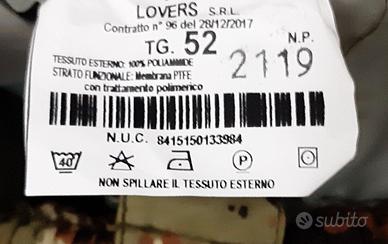 LOVERS S.R.L.
Contratto n° 96 del 28/12/2017
TG. 52 N.P. 2119
TESSUTO ESTERNO: 100% POLIAMMIDE
STRATO FUNZIONALE: Membrana PTFE
con trattamento polimerico
N.U.C. 8415150133984
40 P
NON SPILLARE IL TESSUTO ESTERNO
subito